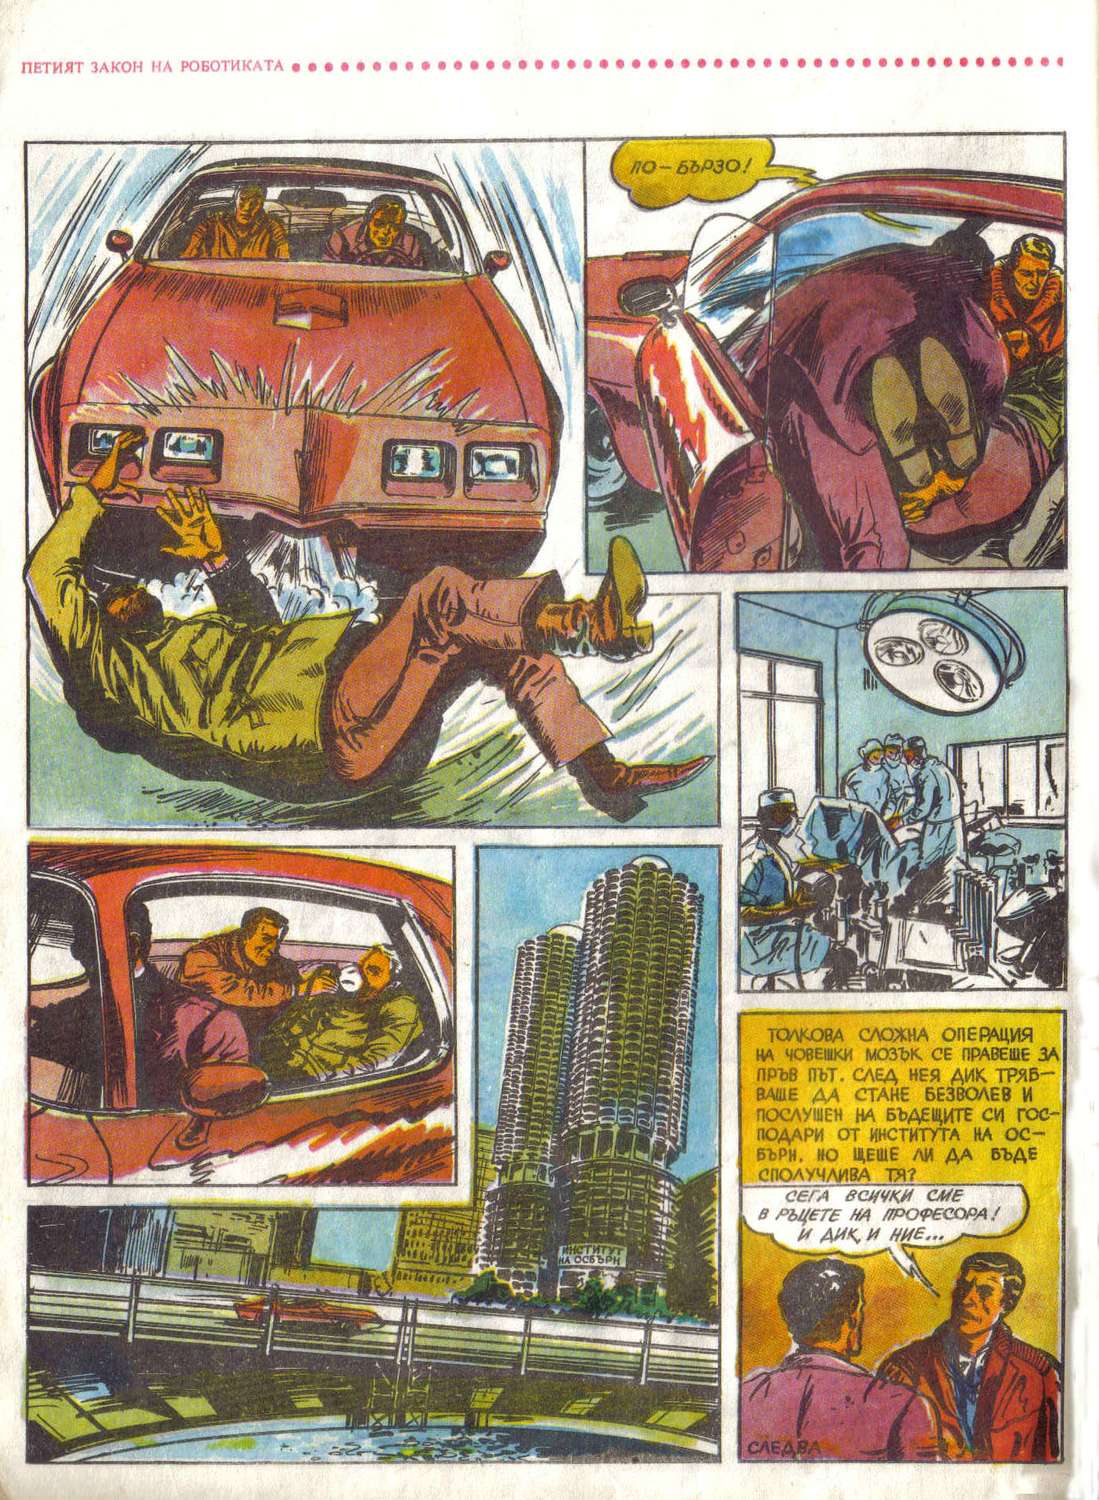 ПЕТИЯТ ЗАКОН НА РОБОТИКАТА
ПО-БЪРЗО!
ИНСТИТУТ
НА ОСБЪРН
ТОЛКОВА СЛОЖНА ОПЕРАЦИЯ
НА ЧОВЕШКИ МОЗЪК СЕ ПРАВЕШЕ ЗА
ПРЪВ ПЪТ. СЛЕД НЕЯ ДИК ТРЯБ-
ВАШЕ ДА СТАНЕ БЕЗВОЛЕВ И
ПОСЛУШЕН НА БЪДЕЩИТЕ СИ ГОС-
ПОДАРИ ОТ ИНСТИТУТА НА ОС-
БЪРН. НО ЩЕШЕ ЛИ ДА БЪДЕ
СПОЛУЧЛИВА ТЯ?
СЕГА ВСИЧКИ СМЕ
В РЪЦЕТЕ НА ПРОФЕСОРА!
И ДИК, И НИЕ...
СЛЕДВА